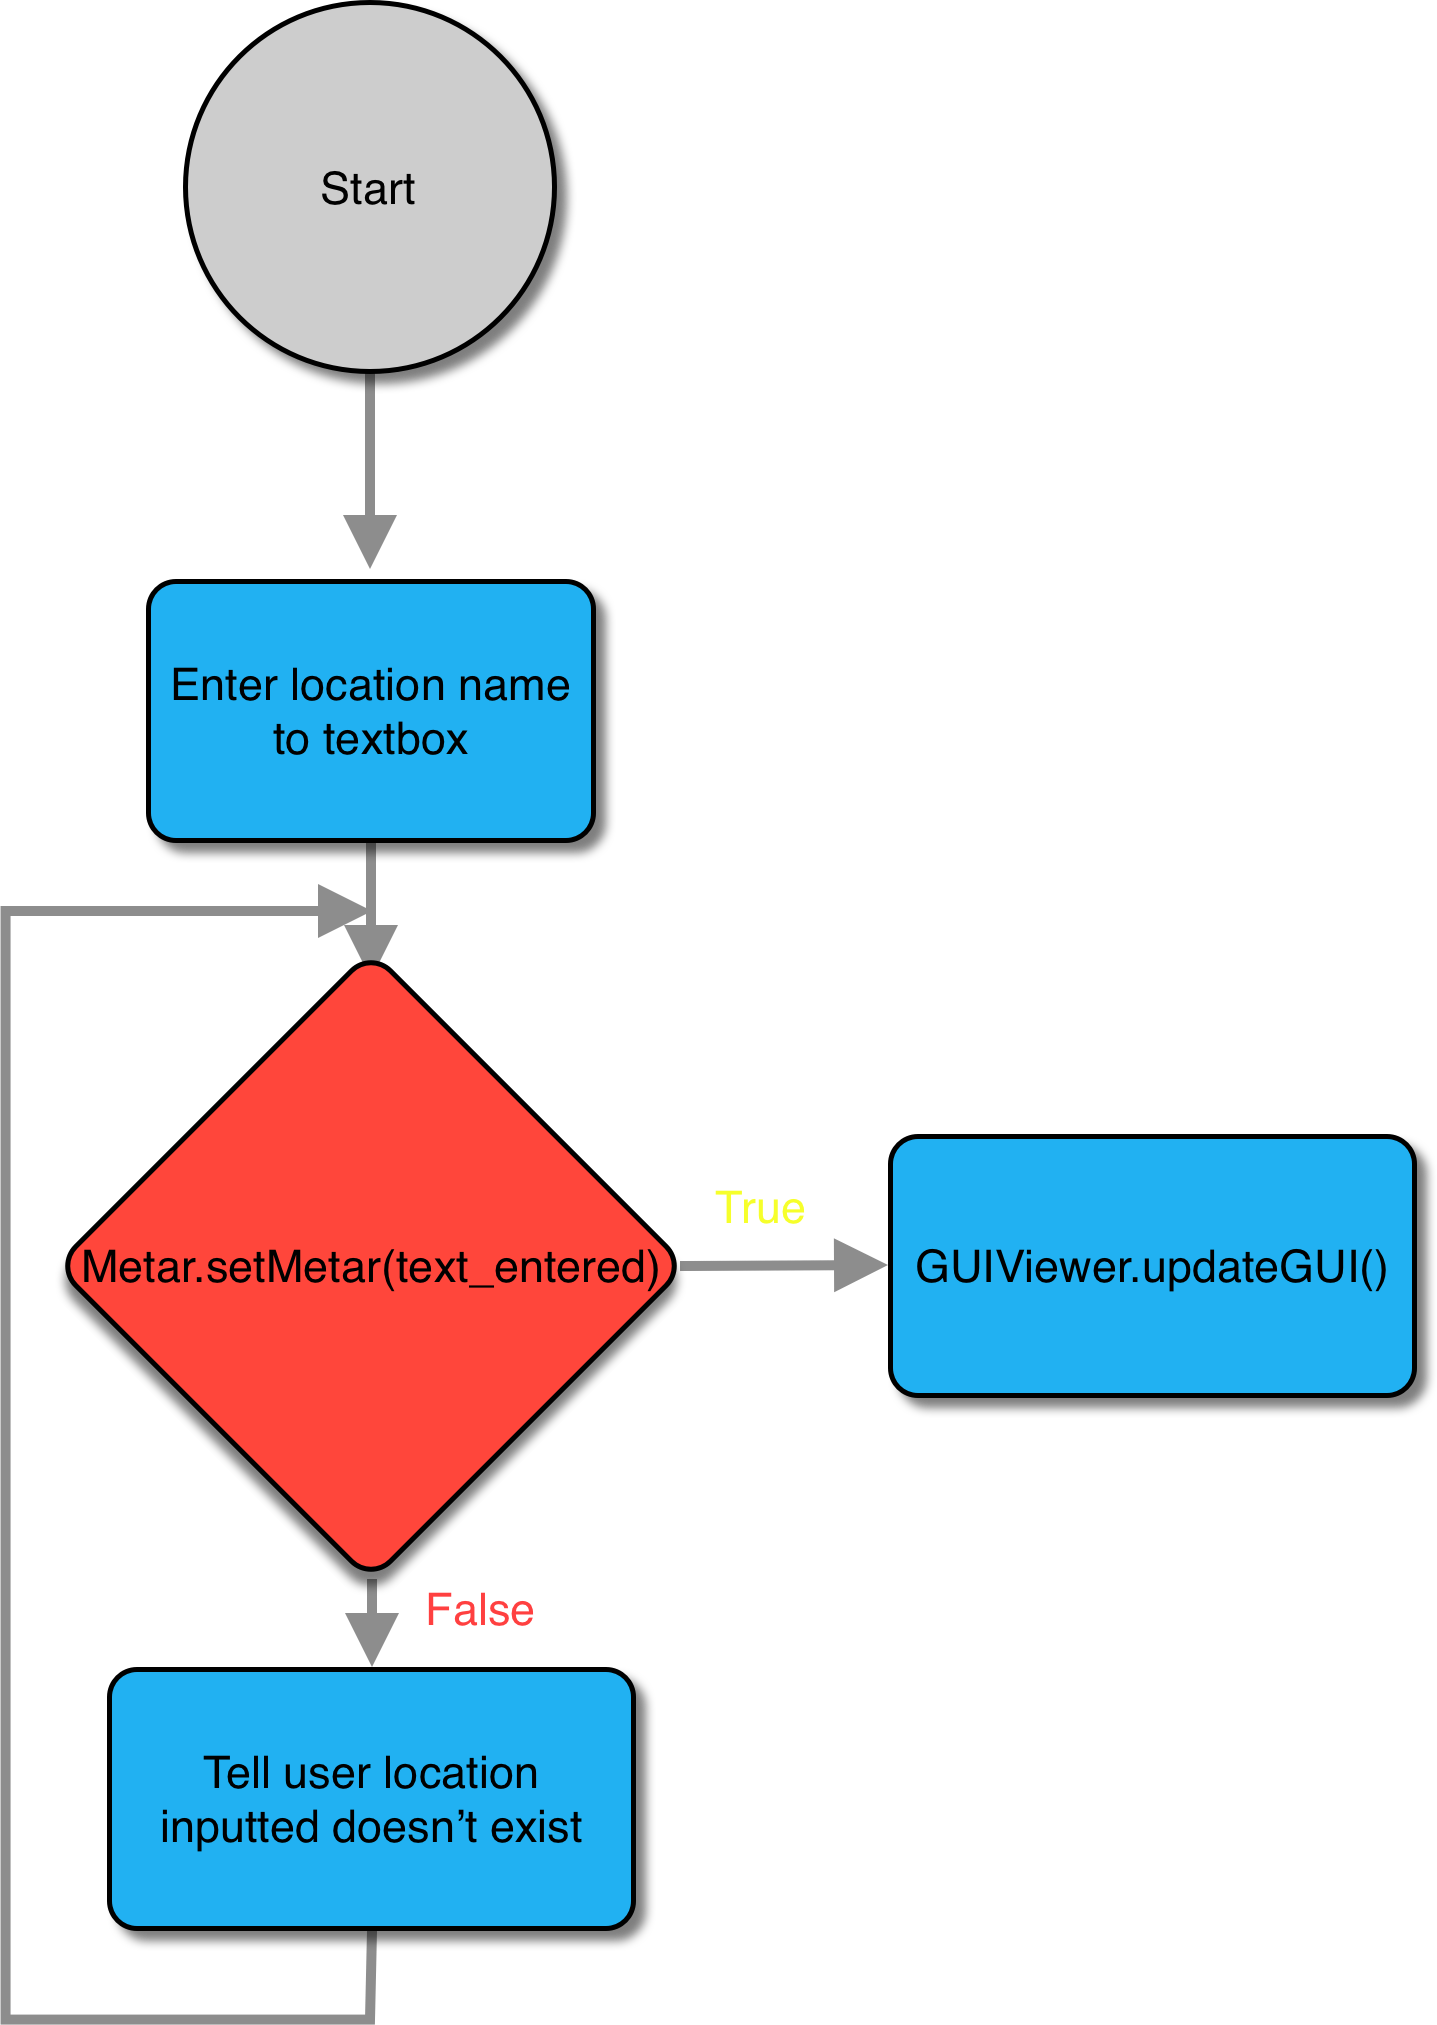 Start
Enter location name
to textbox
Metar.setMetar(text_entered)
True
GUIViewer.updateGUI()
False
Tell user location
inputted doesn’t exist